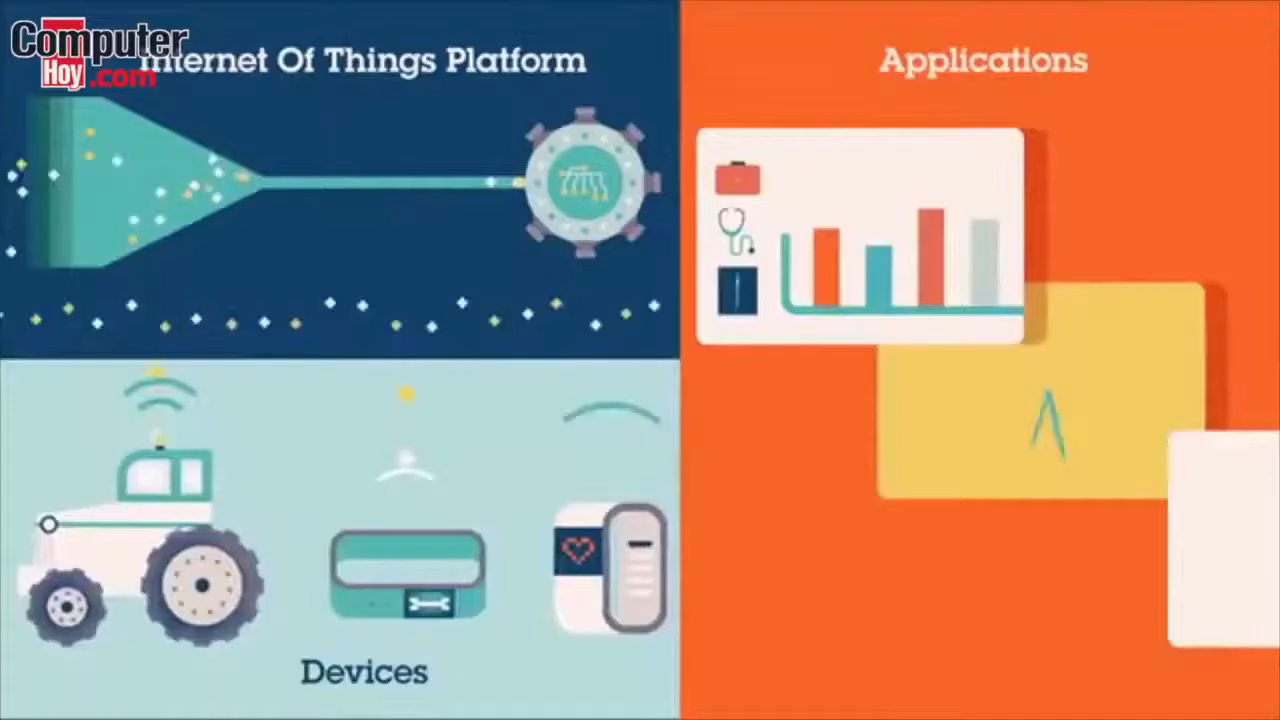 Computer
Hoy.com
Internet Of Things Platform
Applications
Devices